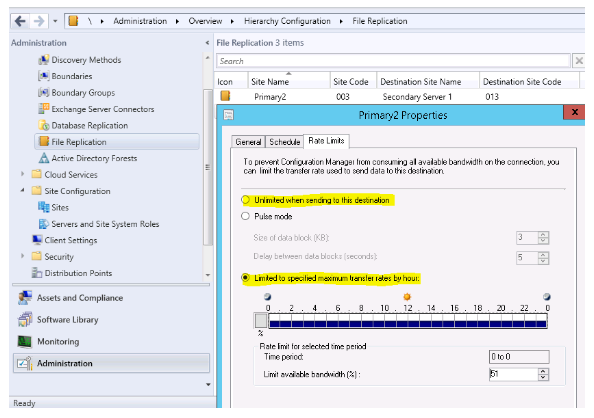 \ ▸ Administration ▸ Overview ▸ Hierarchy Configuration ▸ File Replication
Administration
Discovery Methods
Boundaries
Boundary Groups
Exchange Server Connectors
Database Replication
File Replication
Active Directory Forests
Cloud Services
Site Configuration
Sites
Servers and Site System Roles
Client Settings
Security
Distribution Points
Assets and Compliance
Software Library
Monitoring
Administration
Ready
File Replication 3 items
Search
Icon Site Name Site Code Destination Site Name Destination Site Code
Primary2 003 Secondary Server 1 013
Primary2 Properties
General Schedule Rate Limits
To prevent Configuration Manager from consuming all available bandwidth on the connection, you
can limit the transfer rate used to send data to this destination.
Unlimited when sending to this destination
Pulse mode
Size of data block (KB): 3
Delay between data blocks (seconds): 5
Limited to specified maximum transfer rates by hour:
0 . 2 . 4 . 6 . 8 . 10 . 12 . 14 . 16 . 18 . 20 . 22 . 0
%
Rate limit for selected time period
Time period: 0 to 0
Limit available bandwidth (%) : 51